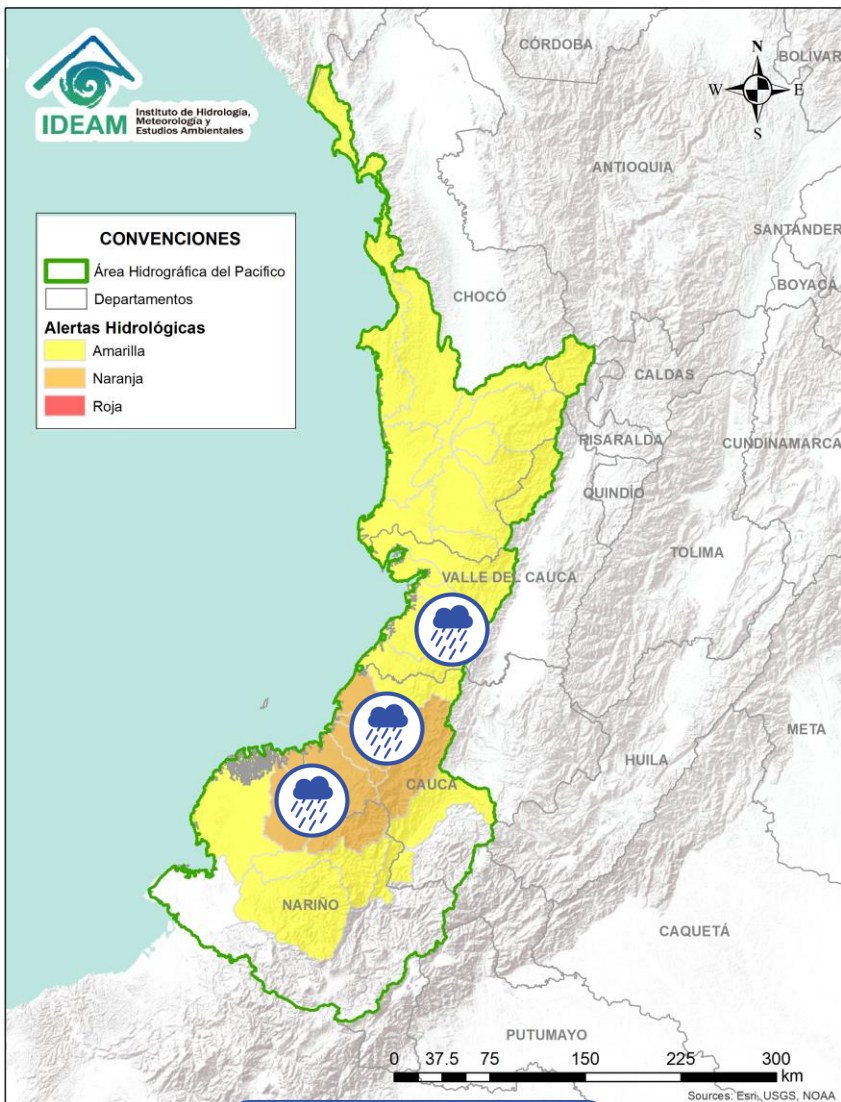 IDEAM
Instituto de Hidrología,
Meteorología y
Estudios Ambientales
CÓRDOBA
BOLÍVAR
N
W
E
S
ANTIOQUIA
SANTANDER
BOYACÁ
CONVENCIONES
Área Hidrográfica del Pacifico
Departamentos
Alertas Hidrológicas
Amarilla
Naranja
Roja
CHOCÓ
CALDAS
RISARALDA
CUNDINAMARCA
QUINDÍO
TOLIMA
VALLE DEL CAUCA
META
HUILA
CAUCA
NARIÑO
CAQUETÁ
PUTUMAYO
0 37.5 75 150 225 300
km
Sources: Esri, USGS, NOAA